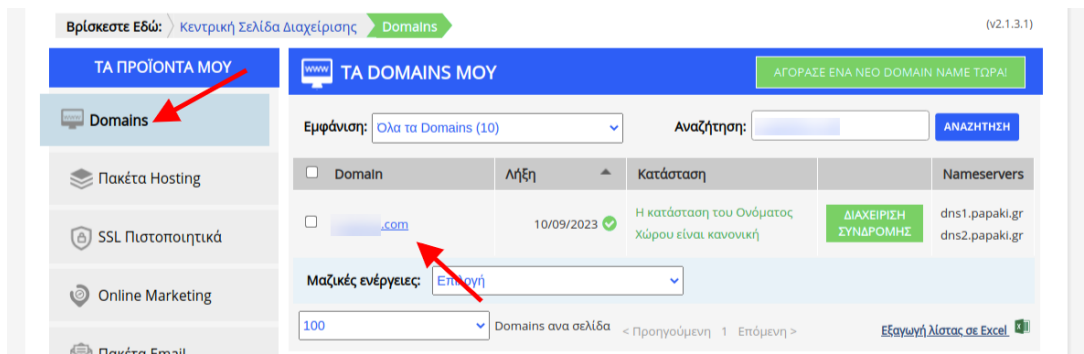 Βρίσκεστε Εδώ: Κεντρική Σελίδα Διαχείρισης Domains
(v2.1.3.1)
ΤΑ ΠΡΟΪΟΝΤΑ ΜΟΥ
Domains
Πακέτα Hosting
SSL Πιστοποιητικά
Online Marketing
Πακέτα Email
www ΤΑ DOMAINS ΜΟΥ
ΑΓΟΡΑΣΕ ΕΝΑ ΝΕΟ DOMAIN NAME ΤΩΡΑ!
Εμφάνιση: Όλα τα Domains (10)
Αναζήτηση:
ΑΝΑΖΗΤΗΣΗ
Domain Λήξη Κατάσταση Nameservers
.com
10/09/2023
Η κατάσταση του Ονόματος
Χώρου είναι κανονική
ΔΙΑΧΕΙΡΙΣΗ
ΣΥΝΔΡΟΜΗΣ
dns1.papaki.gr
dns2.papaki.gr
Μαζικές ενέργειες: Επιλογή
100 Domains ανα σελίδα < Προηγούμενη 1 Επόμενη >
Εξαγωγή λίστας σε Excel